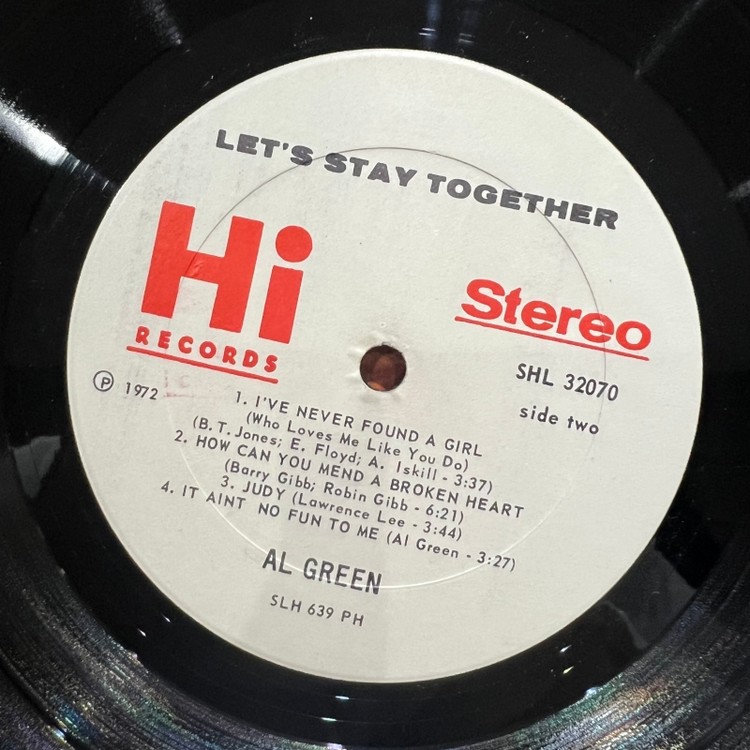 LET'S STAY TOGETHER
Hi
RECORDS
Stereo
Ⓟ 1972
SHL 32070
side two
1. I'VE NEVER FOUND A GIRL
(Who Loves Me Like You Do)
(B. T. Jones; E. Floyd; A. Iskill - 3:37)
2. HOW CAN YOU MEND A BROKEN HEART
(Barry Gibb; Robin Gibb - 6:21)
3. JUDY (Lawrence Lee - 3:44)
4. IT AINT NO FUN TO ME (Al Green - 3:27)
AL GREEN
SLH 639 PH